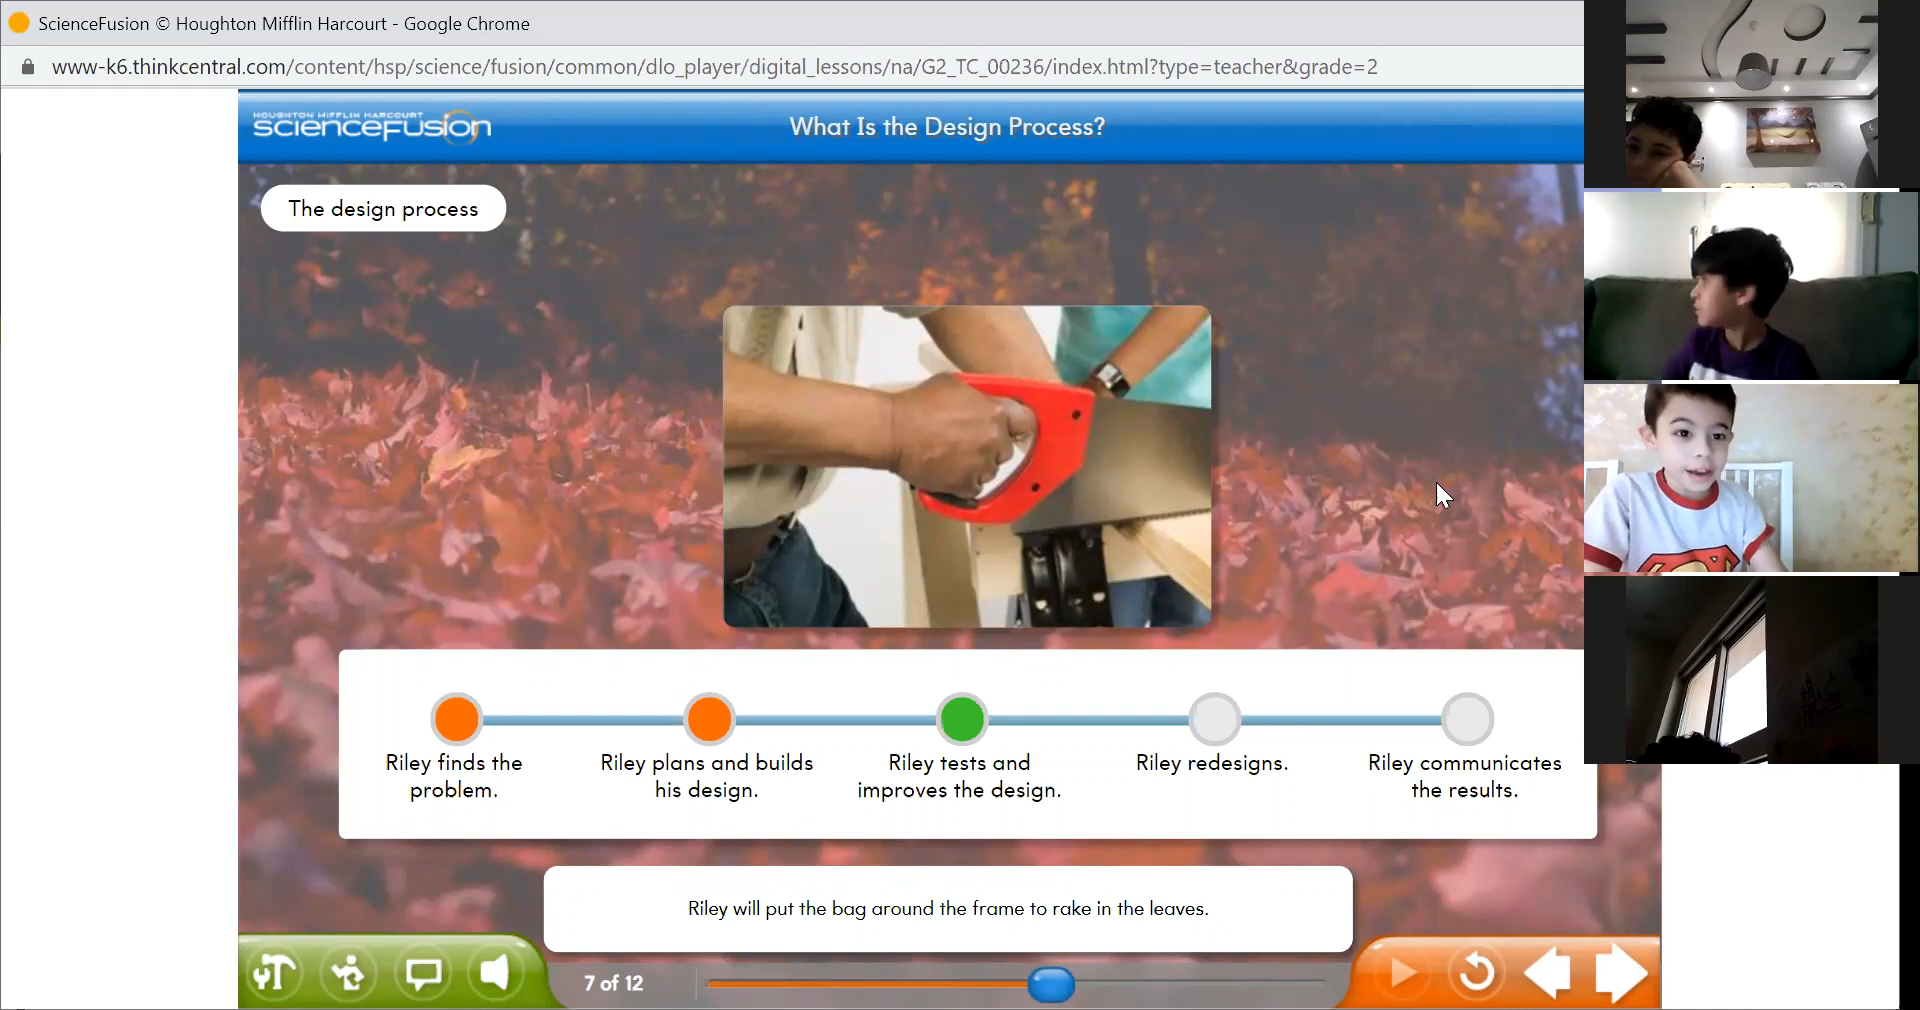 ScienceFusion © Houghton Mifflin Harcourt - Google Chrome
www-k6.thinkcentral.com/content/hsp/science/fusion/common/dlo_player/digital_lessons/na/G2_TC_00236/index.html?type=teacher&grade=2
HOUGHTON MIFFLIN HARCOURT
scienceFusion
What Is the Design Process?
The design process
Riley finds the
problem.
Riley plans and builds
his design.
Riley tests and
improves the design.
Riley redesigns.
Riley communicates
the results.
Riley will put the bag around the frame to rake in the leaves.
7 of 12